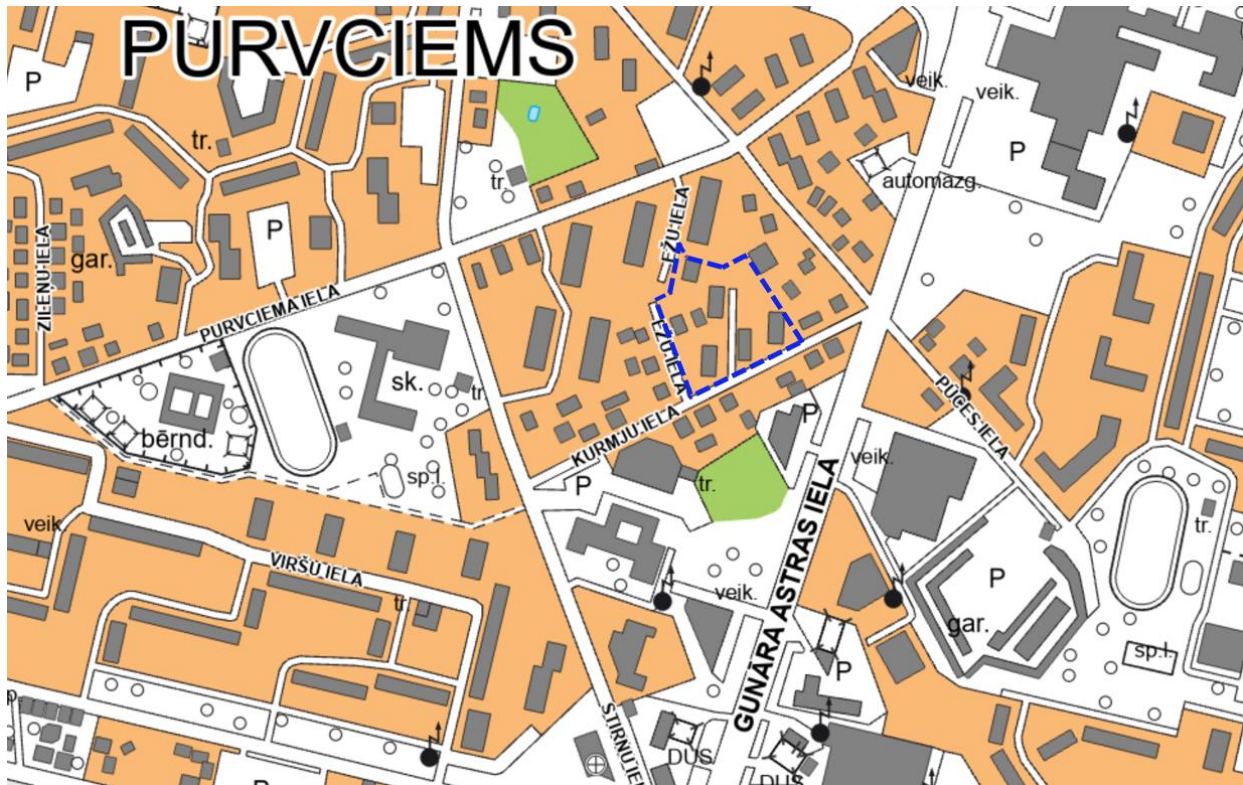 PURVCIEMS
P
veik.
veik.
tr.
P
automazg.
tr.
EŽU IELA
P
gar.
ZILEŅU IELA
PURVCIEMA IELA
EŽU IELA
sk.
tr.
PŪCES IELA
bērnd.
KURMJU IELA
P
veik.
sp.l.
P
tr.
veik.
tr.
VIRŠU IELA
GUNĀRA ASTRAS IELA
P
tr.
veik.
gar.
sp.l.
P
STIRNU IEL
DUS
DUS
P